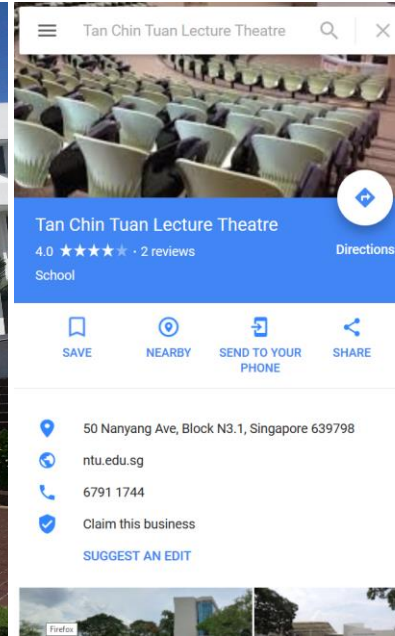 Tan Chin Tuan Lecture Theatre
Tan Chin Tuan Lecture Theatre
4.0 ★★★★★ · 2 reviews
Directions
School
SAVE
NEARBY
SEND TO YOUR
PHONE
SHARE
50 Nanyang Ave, Block N3.1, Singapore 639798
ntu.edu.sg
6791 1744
Claim this business
SUGGEST AN EDIT
Firefox